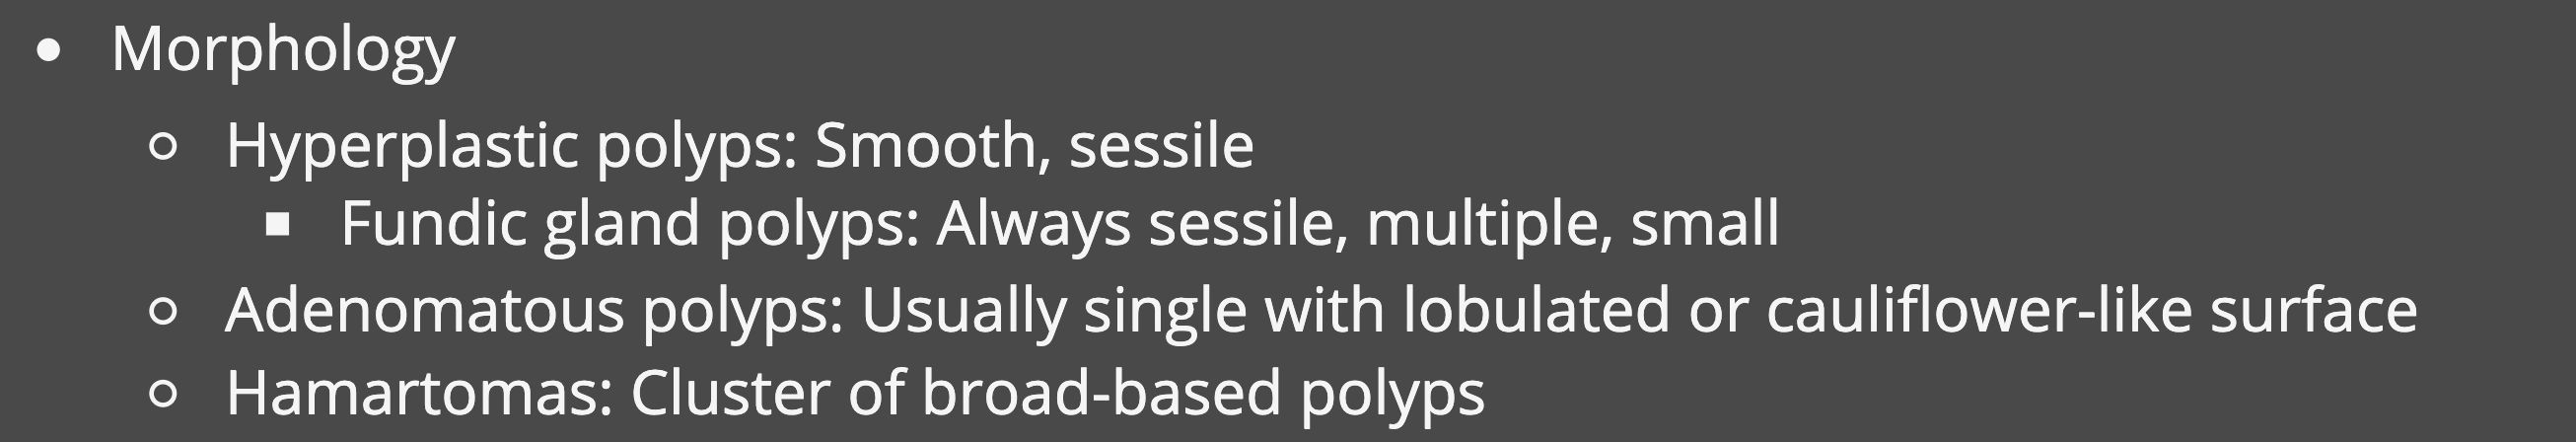 • Morphology
○ Hyperplastic polyps: Smooth, sessile
■ Fundic gland polyps: Always sessile, multiple, small
○ Adenomatous polyps: Usually single with lobulated or cauliflower-like surface
○ Hamartomas: Cluster of broad-based polyps